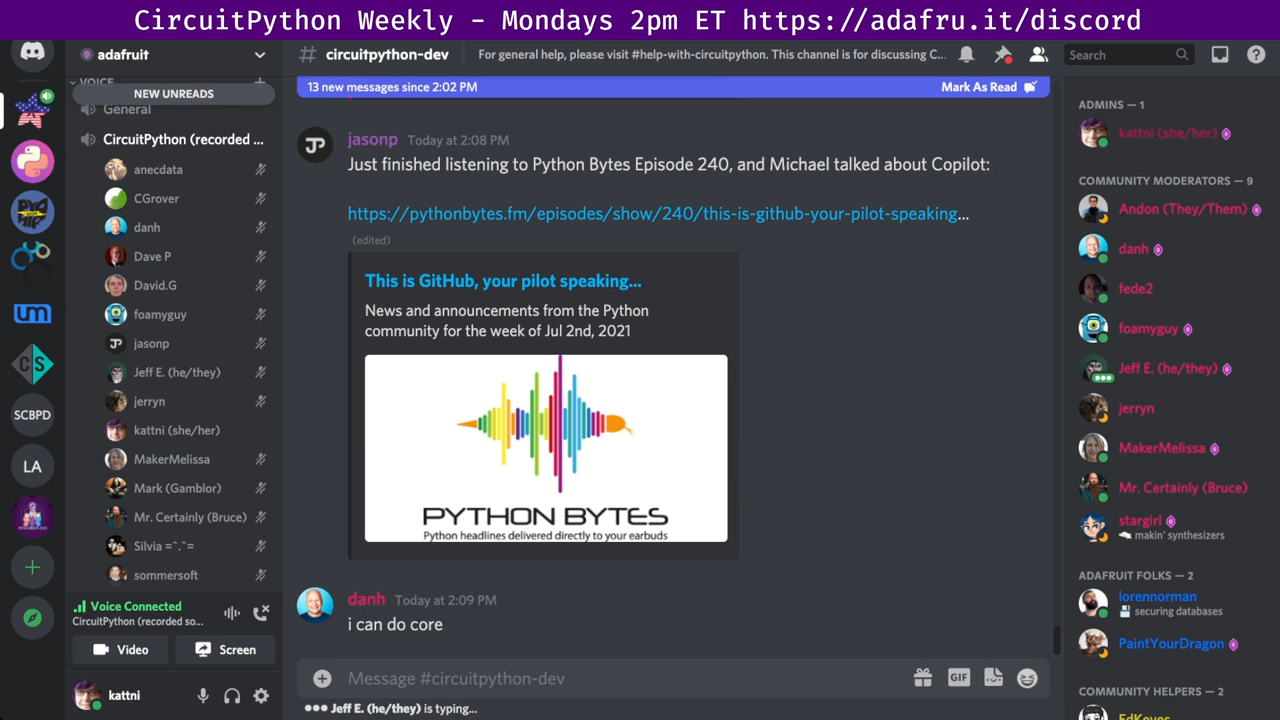 CircuitPython Weekly - Mondays 2pm ET https://adafru.it/discord
adafruit
VOICE
NEW UNREADS
General
CircuitPython (recorded ...
anecdata
CGrover
danh
Dave P
David.G
foamyguy
jasonp
Jeff E. (he/they)
jerryn
kattni (she/her)
MakerMelissa
Mark (Gamblor)
Mr. Certainly (Bruce)
Silvia =^.^=
sommersoft
Voice Connected
CircuitPython (recorded so...
Video
Screen
kattni
um
CS
SCBPD
LA
# circuitpython-dev
For general help, please visit #help-with-circuitpython. This channel is for discussing C...
Search
13 new messages since 2:02 PM
Mark As Read
JP
jasonp Today at 2:08 PM
Just finished listening to Python Bytes Episode 240, and Michael talked about Copilot:
https://pythonbytes.fm/episodes/show/240/this-is-github-your-pilot-speaking...
(edited)
This is GitHub, your pilot speaking...
News and announcements from the Python
community for the week of Jul 2nd, 2021
PYTHON BYTES
Python headlines delivered directly to your earbuds
danh Today at 2:09 PM
i can do core
Message #circuitpython-dev
GIF
Jeff E. (he/they) is typing...
ADMINS — 1
kattni (she/her)
COMMUNITY MODERATORS — 9
Andon (They/Them)
danh
fede2
foamyguy
Jeff E. (he/they)
jerryn
MakerMelissa
Mr. Certainly (Bruce)
stargirl
makin' synthesizers
ADAFRUIT FOLKS — 2
lorennorman
securing databases
PaintYourDragon
COMMUNITY HELPERS — 2
EdKeyes